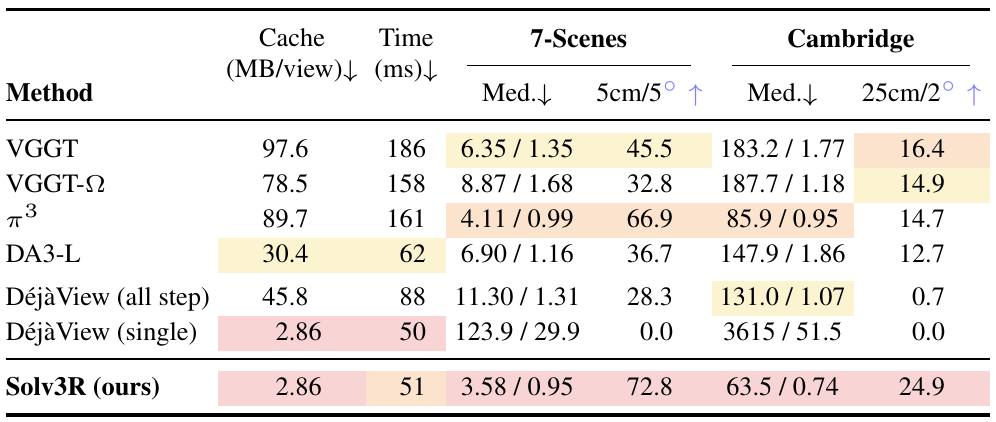 Cache Time 7-Scenes Cambridge
(MB/view)↓ (ms)↓
Method Med.↓ 5cm/5° ↑ Med.↓ 25cm/2° ↑
VGGT 97.6 186 6.35 / 1.35 45.5 183.2 / 1.77 16.4
VGGT-Ω 78.5 158 8.87 / 1.68 32.8 187.7 / 1.18 14.9
π³ 89.7 161 4.11 / 0.99 66.9 85.9 / 0.95 14.7
DA3-L 30.4 62 6.90 / 1.16 36.7 147.9 / 1.86 12.7
DéjàView (all step) 45.8 88 11.30 / 1.31 28.3 131.0 / 1.07 0.7
DéjàView (single) 2.86 50 123.9 / 29.9 0.0 3615 / 51.5 0.0
Solv3R (ours) 2.86 51 3.58 / 0.95 72.8 63.5 / 0.74 24.9